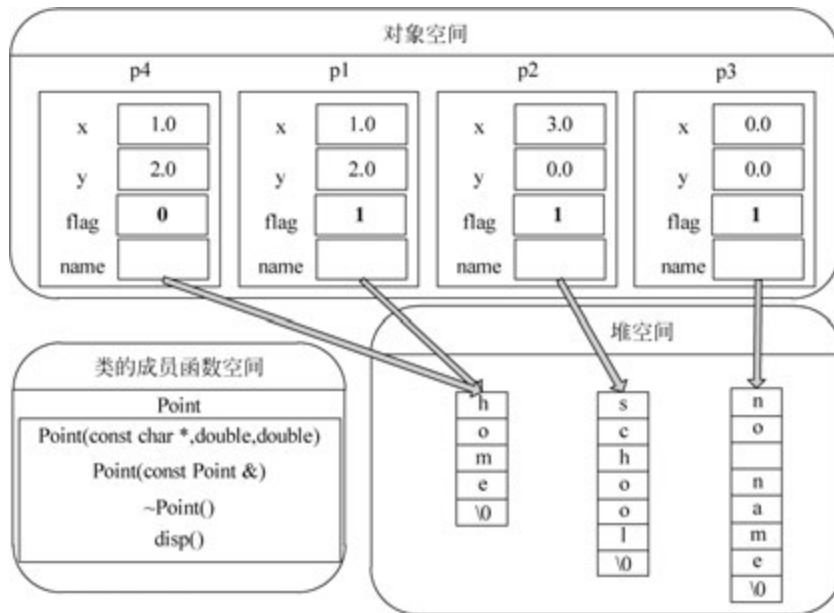 对象空间
p4 p1 p2 p3
x 1.0 x 1.0 x 3.0 x 0.0
y 2.0 y 2.0 y 0.0 y 0.0
flag 0 flag 1 flag 1 flag 1
name name name name
堆空间
类的成员函数空间
Point
Point(const char *,double,double)
Point(const Point &)
~Point()
disp()
h
o
m
e
\0
s
c
h
o
o
l
\0
n
o
n
a
m
e
\0